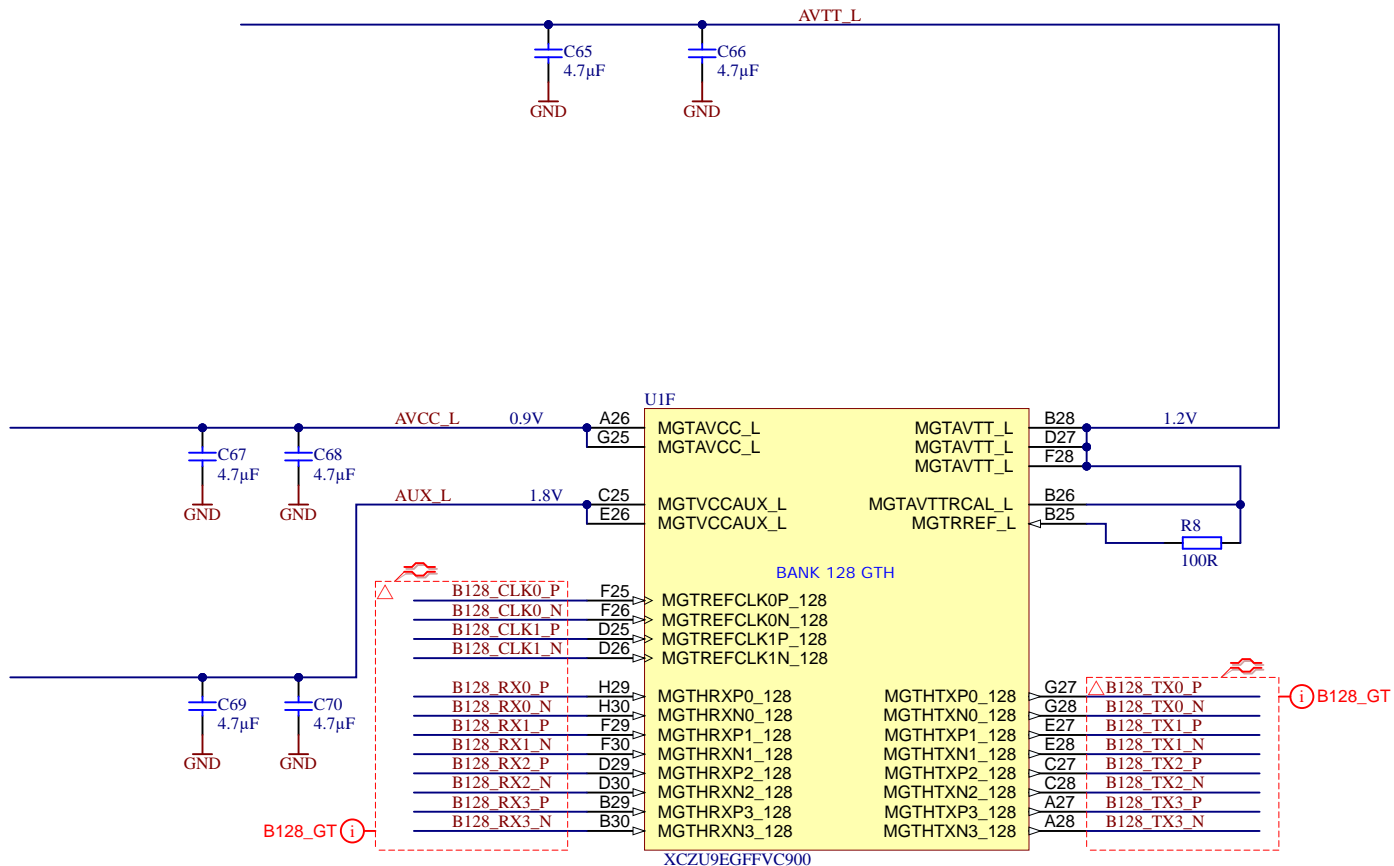 AVTT_L
C65
4.7µF
GND
C66
4.7µF
GND
U1F
AVCC_L 0.9V A26 MGTAVCC_L MGTAVTT_L B28 1.2V
G25 MGTAVCC_L MGTAVTT_L D27
MGTAVTT_L F28
C67
4.7µF
GND
C68
4.7µF
GND
AUX_L 1.8V C25 MGTVCCAUX_L MGTAVTTRCAL_L B26
E26 MGTVCCAUX_L MGTRREF_L B25
R8
100R
BANK 128 GTH
B128_CLK0_P F25 MGTREFCLK0P_128
B128_CLK0_N F26 MGTREFCLK0N_128
B128_CLK1_P D25 MGTREFCLK1P_128
B128_CLK1_N D26 MGTREFCLK1N_128
C69
4.7µF
GND
C70
4.7µF
GND
B128_RX0_P H29 MGTHRXP0_128 MGTHTXP0_128 G27 B128_TX0_P
B128_RX0_N H30 MGTHRXN0_128 MGTHTXN0_128 G28 B128_TX0_N
B128_RX1_P F29 MGTHRXP1_128 MGTHTXP1_128 E27 B128_TX1_P
B128_RX1_N F30 MGTHRXN1_128 MGTHTXN1_128 E28 B128_TX1_N
B128_RX2_P D29 MGTHRXP2_128 MGTHTXP2_128 C27 B128_TX2_P
B128_RX2_N D30 MGTHRXN2_128 MGTHTXN2_128 C28 B128_TX2_N
B128_RX3_P B29 MGTHRXP3_128 MGTHTXP3_128 A27 B128_TX3_P
B128_RX3_N B30 MGTHRXN3_128 MGTHTXN3_128 A28 B128_TX3_N
i B128_GT
B128_GT i
XCZU9EGFFVC900